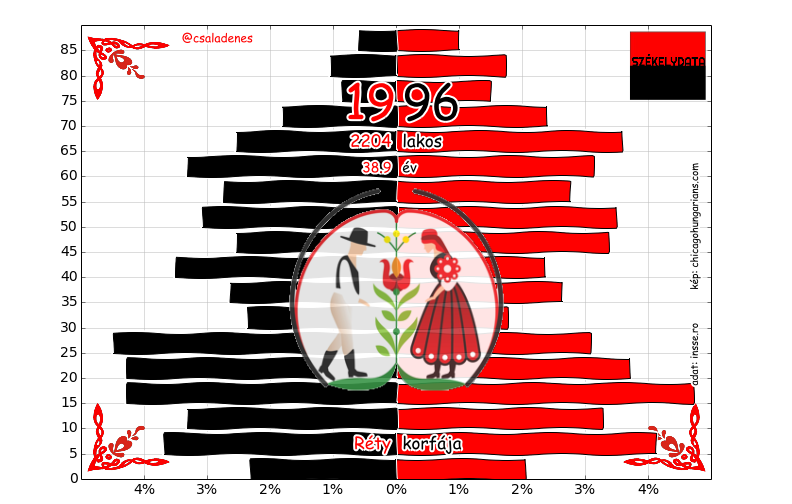 @csaladenes
SZÉKELYDATA
1996
2204 lakos
38.9 év
kép: chicagohungarians.com
adat: insse.ro
Réty korfája
85
80
75
70
65
60
55
50
45
40
35
30
25
20
15
10
5
0
4% 3% 2% 1% 0% 1% 2% 3% 4%